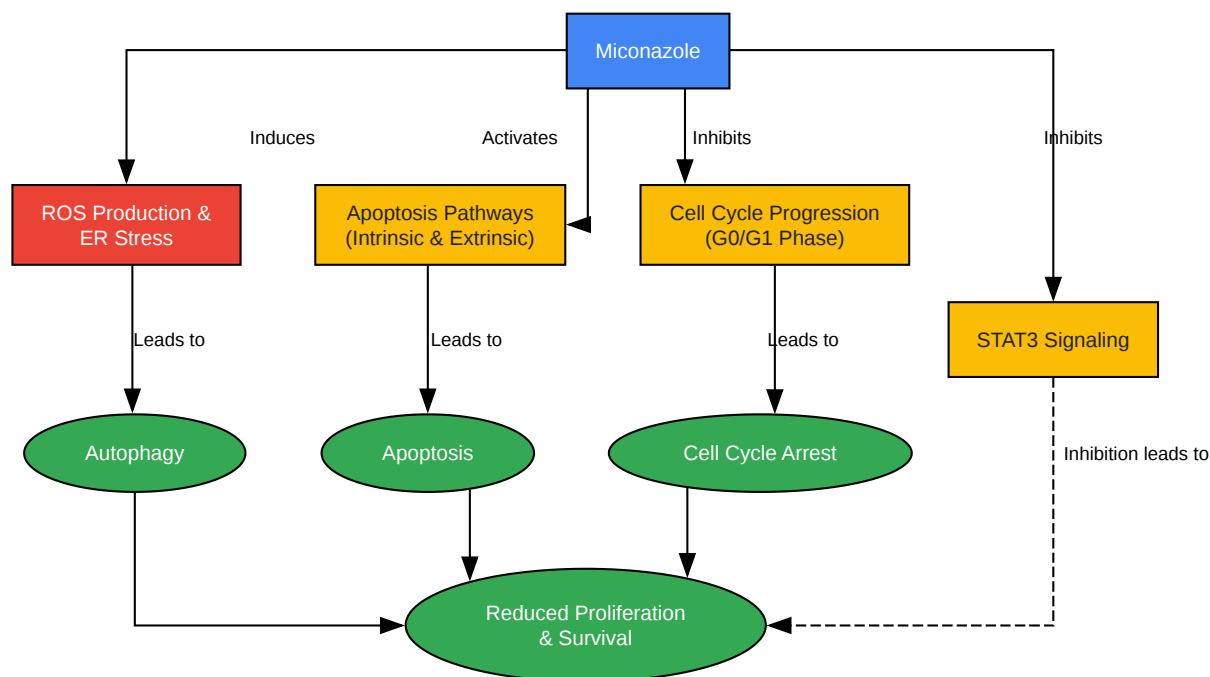 Miconazole
Induces
Activates
Inhibits
Inhibits
ROS Production &
ER Stress
Apoptosis Pathways
(Intrinsic & Extrinsic)
Cell Cycle Progression
(G0/G1 Phase)
STAT3 Signaling
Leads to
Leads to
Leads to
Autophagy
Apoptosis
Cell Cycle Arrest
Inhibition leads to
Reduced Proliferation
& Survival